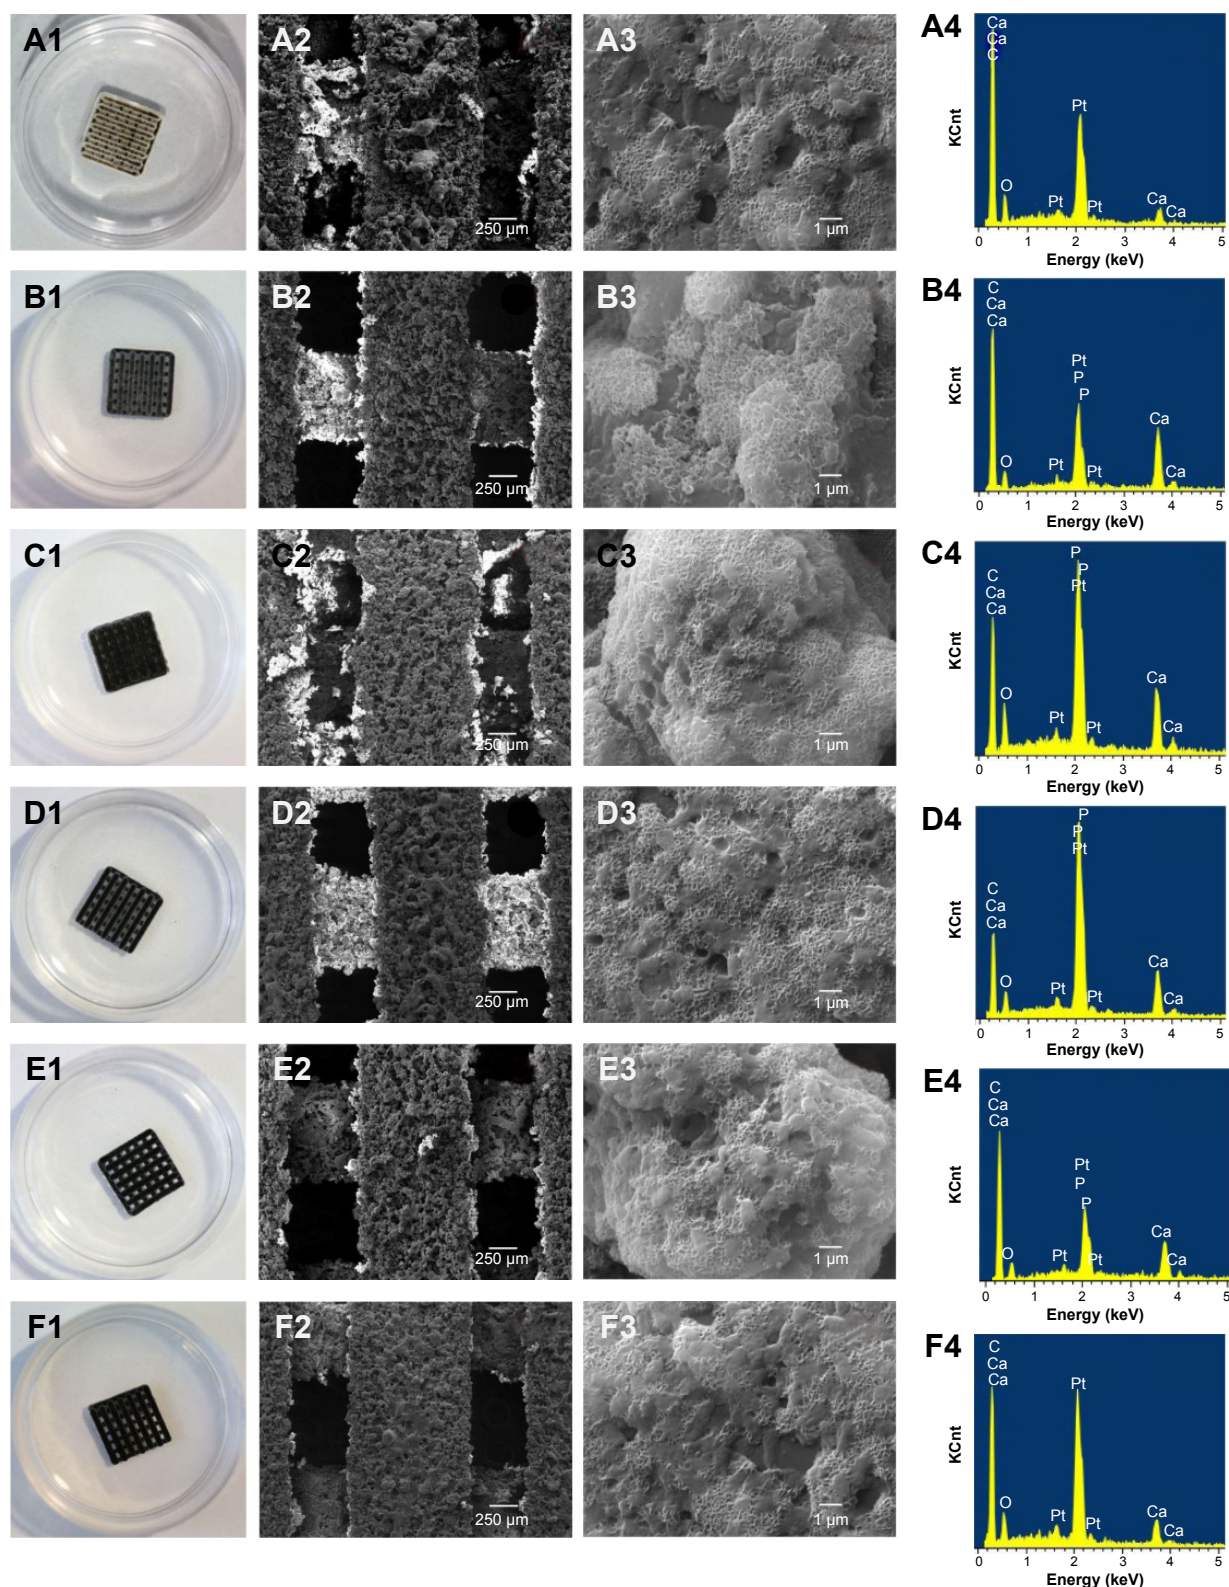 A1
A2
250 µm
A3
1 µm
A4
Ca
Ca
C
Pt
O
Pt
Pt
Ca
Ca
KCnt
0 1 2 3 4 5
Energy (keV)
B1
B2
250 µm
B3
1 µm
B4
C
Ca
Ca
Pt
P
P
Ca
O
Pt
Pt
Ca
KCnt
0 1 2 3 4 5
Energy (keV)
C1
C2
250 µm
C3
1 µm
C4
P
P
Pt
C
Ca
Ca
Ca
O
Pt
Pt
Ca
KCnt
0 1 2 3 4 5
Energy (keV)
D1
D2
250 µm
D3
1 µm
D4
P
P
Pt
C
Ca
Ca
Ca
O
Pt
Pt
Ca
KCnt
0 1 2 3 4 5
Energy (keV)
E1
E2
250 µm
E3
1 µm
E4
C
Ca
Ca
Pt
P
P
Ca
O
Pt
Pt
Ca
KCnt
0 1 2 3 4 5
Energy (keV)
F1
F2
250 µm
F3
1 µm
F4
C
Ca
Ca
Pt
O
Pt
Pt
Ca
Ca
KCnt
0 1 2 3 4 5
Energy (keV)